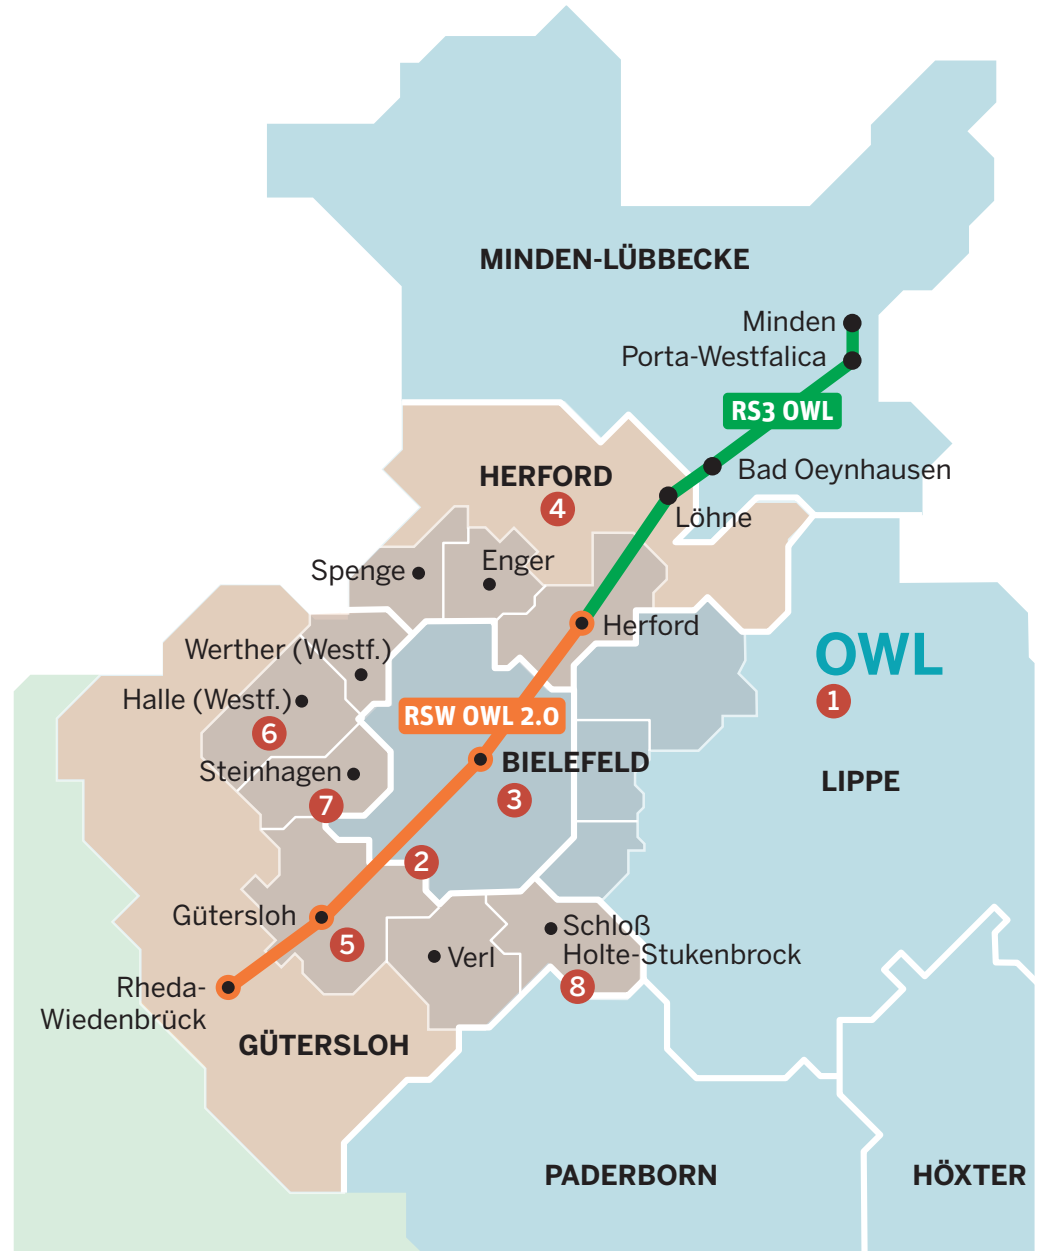 MINDEN-LÜBBECKE
Minden
Porta-Westfalica
RS3 OWL
Bad Oeynhausen
HERFORD
4
Löhne
Enger
Spenge
Herford
Werther (Westf.)
OWL
1
Halle (Westf.)
RSW OWL 2.0
6
BIELEFELD
Steinhagen
LIPPE
3
7
2
Gütersloh
Schloß
Holte-Stukenbrock
5
Verl
8
Rheda-
Wiedenbrück
GÜTERSLOH
PADERBORN
HÖXTER